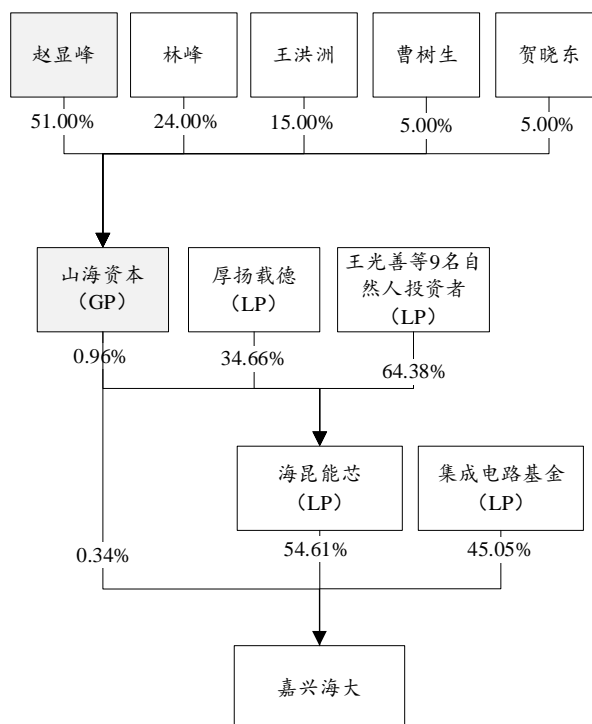 赵显峰
林峰
王洪洲
曹树生
贺晓东
51.00%
24.00%
15.00%
5.00%
5.00%
山海资本
（GP）
厚扬载德
（LP）
王光善等9名自
然人投资者
（LP）
0.96%
34.66%
64.38%
海昆能芯
（LP）
集成电路基金
（LP）
0.34%
54.61%
45.05%
嘉兴海大